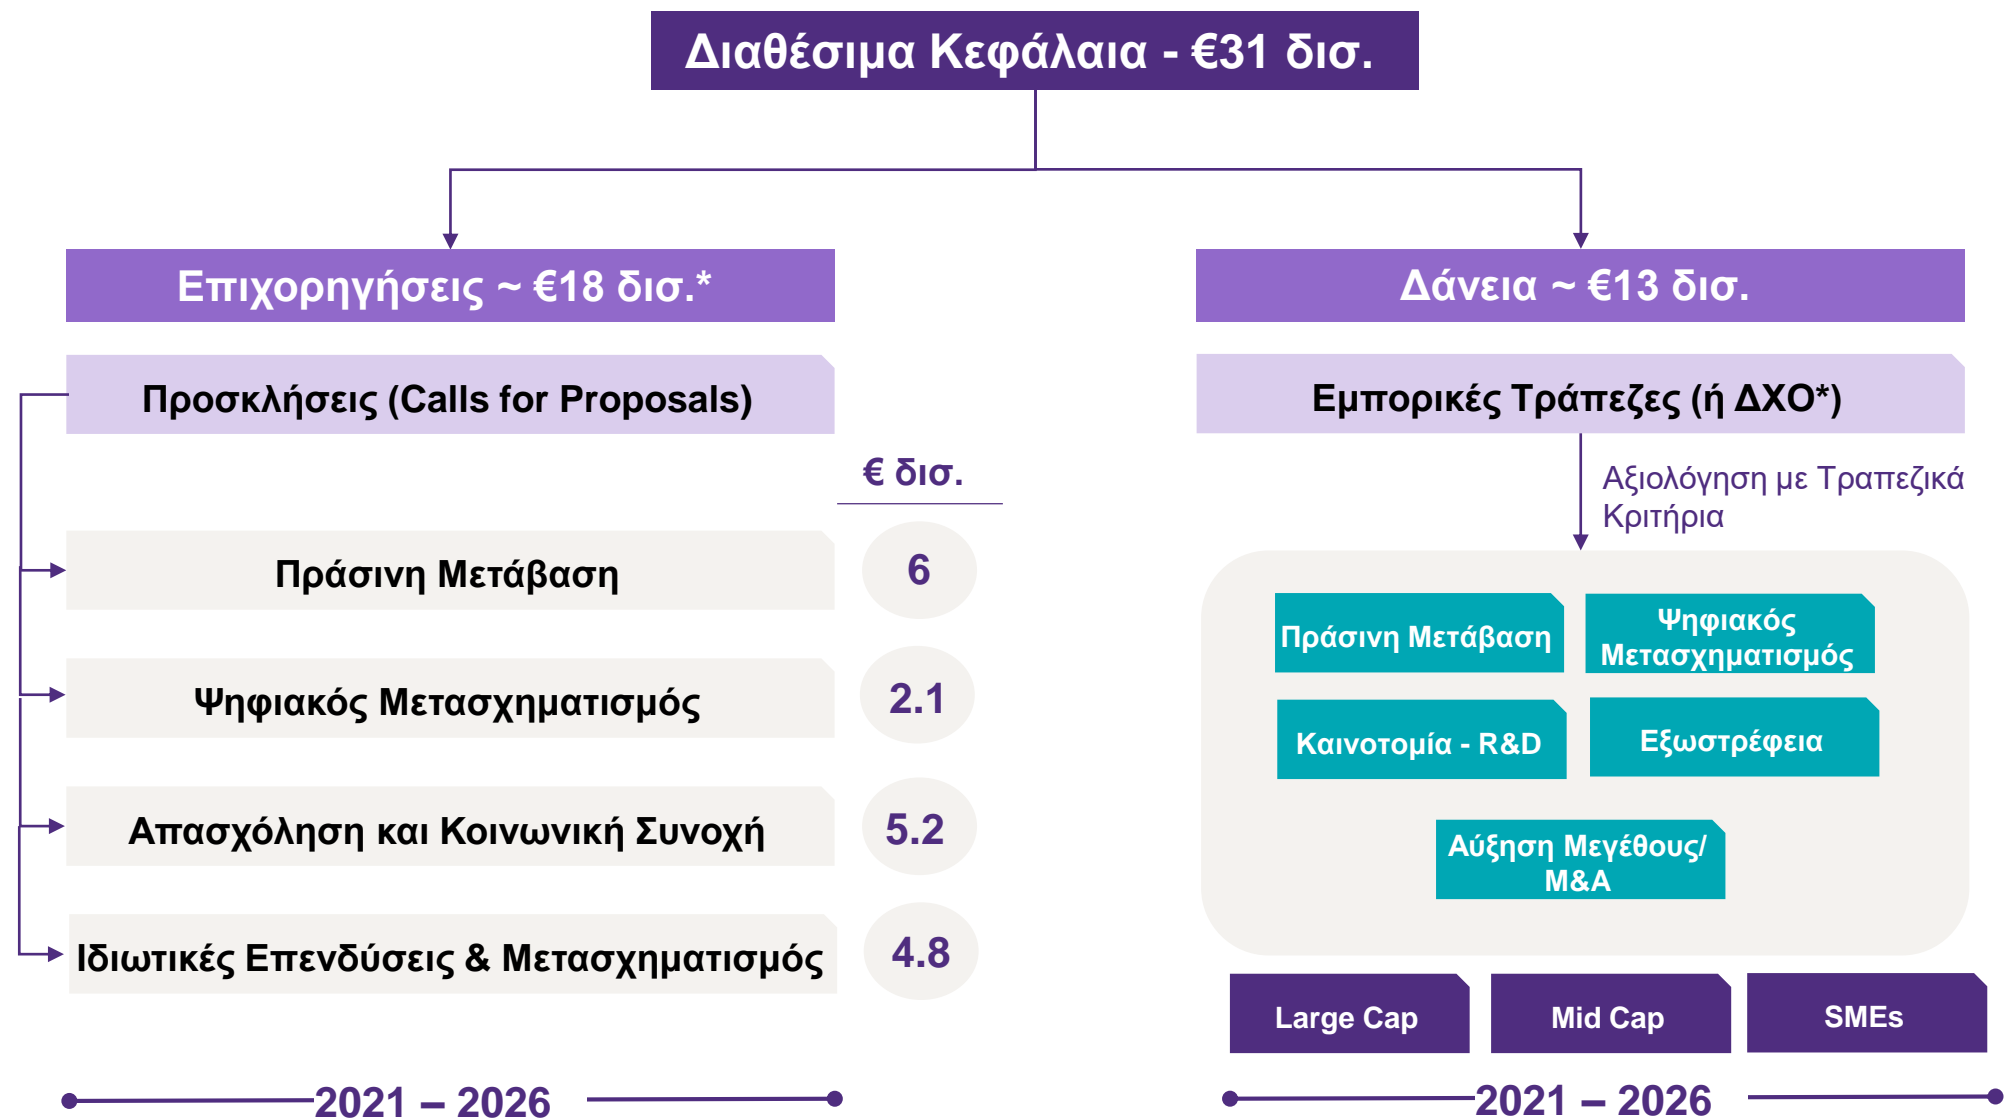 Διαθέσιμα Κεφάλαια - €31 δισ.
Επιχορηγήσεις ~ €18 δισ.*
Προσκλήσεις (Calls for Proposals)
€ δισ.
Πράσινη Μετάβαση
6
Ψηφιακός Μετασχηματισμός
2.1
Απασχόληση και Κοινωνική Συνοχή
5.2
Ιδιωτικές Επενδύσεις & Μετασχηματισμός
4.8
2021 – 2026
Δάνεια ~ €13 δισ.
Εμπορικές Τράπεζες (ή ΔΧΟ*)
Αξιολόγηση με Τραπεζικά
Κριτήρια
Πράσινη Μετάβαση
Ψηφιακός
Μετασχηματισμός
Καινοτομία - R&D
Εξωστρέφεια
Αύξηση Μεγέθους/
M&A
Large Cap
Mid Cap
SMEs
2021 – 2026